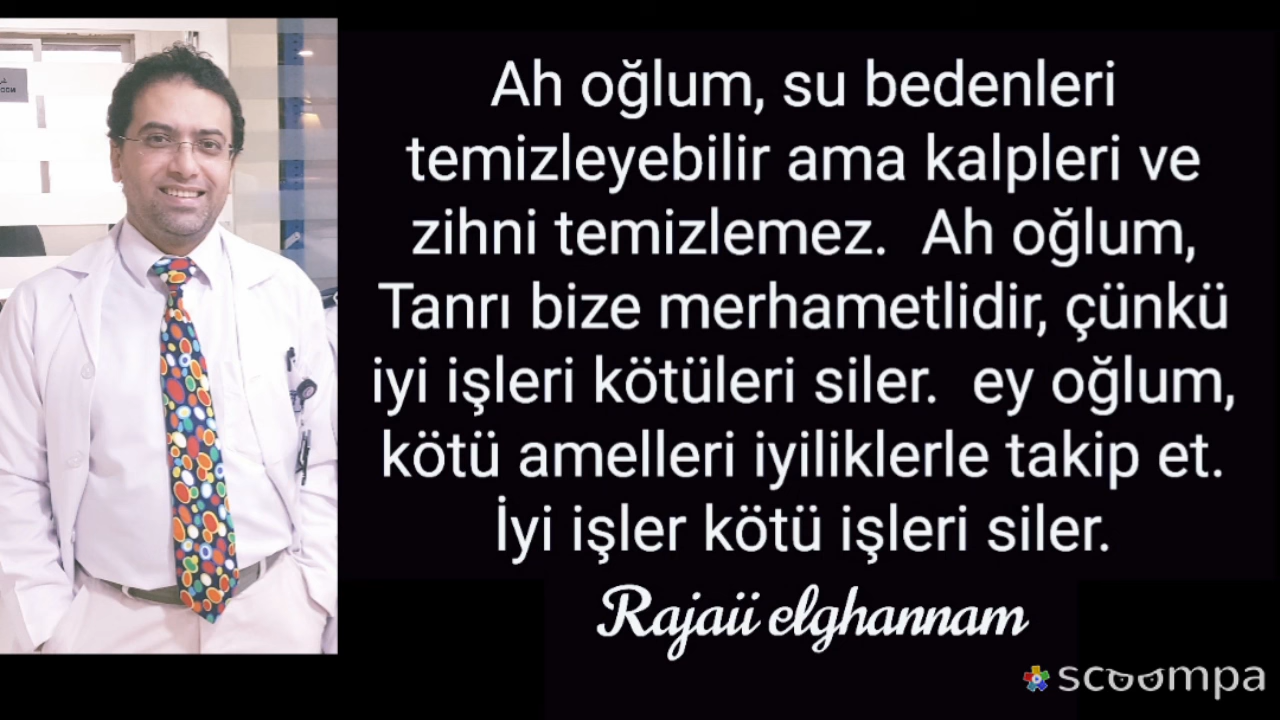 Ah oğlum, su bedenleri
temizleyebilir ama kalpleri ve
zihni temizlemez. Ah oğlum,
Tanrı bize merhametlidir, çünkü
iyi işleri kötüleri siler. ey oğlum,
kötü amelleri iyiliklerle takip et.
İyi işler kötü işleri siler.
Rajaii elghannam
scoompa